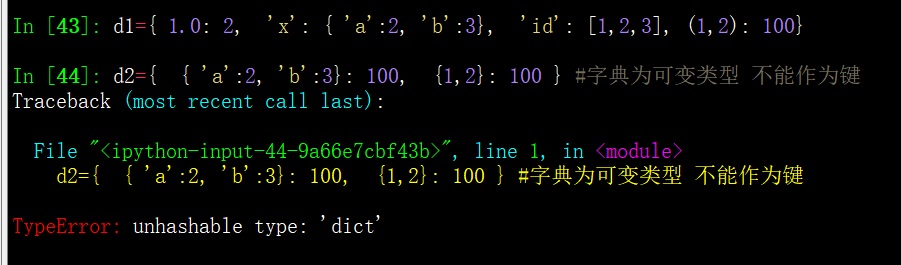 In [43]: d1={ 1.0: 2,  'x': { 'a':2, 'b':3},  'id': [1,2,3], (1,2): 100}
In [44]: d2={  { 'a':2, 'b':3}: 100,  {1,2}: 100 } #字典为可变类型 不能作为键
Traceback (most recent call last):
File "<ipython-input-44-9a66e7cbf43b>", line 1, in <module>
d2={  { 'a':2, 'b':3}: 100,  {1,2}: 100 } #字典为可变类型 不能作为键
TypeError: unhashable type: 'dict'